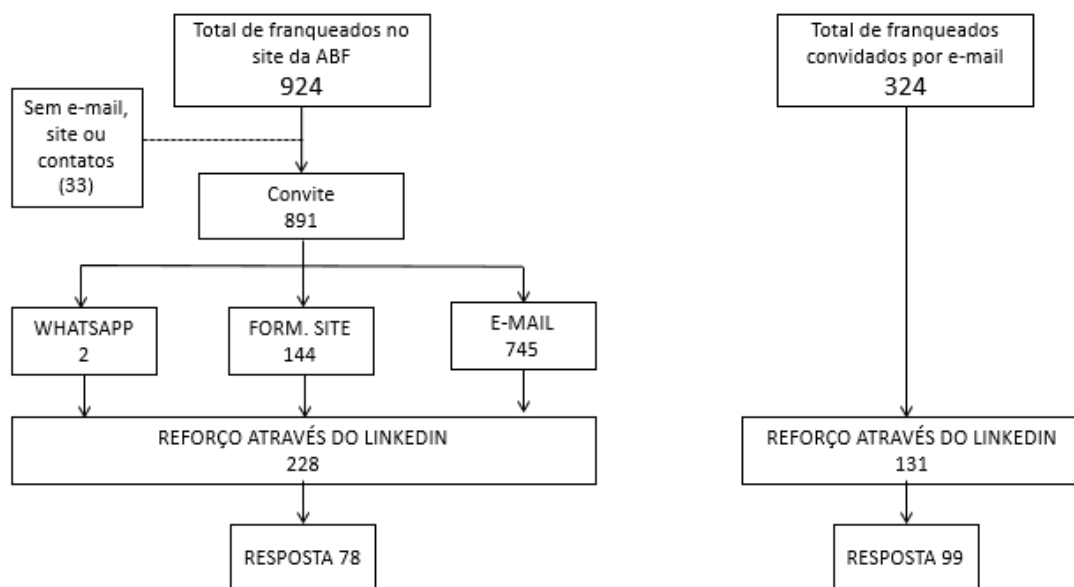 Total de franqueados no
site da ABF
924
Sem e-mail,
site ou
contatos
(33)
Convite
891
WHATSAPP
2
FORM. SITE
144
E-MAIL
745
REFORÇO ATRAVÉS DO LINKEDIN
228
RESPOSTA 78
Total de franqueados
convidados por e-mail
324
REFORÇO ATRAVÉS DO LINKEDIN
131
RESPOSTA 99